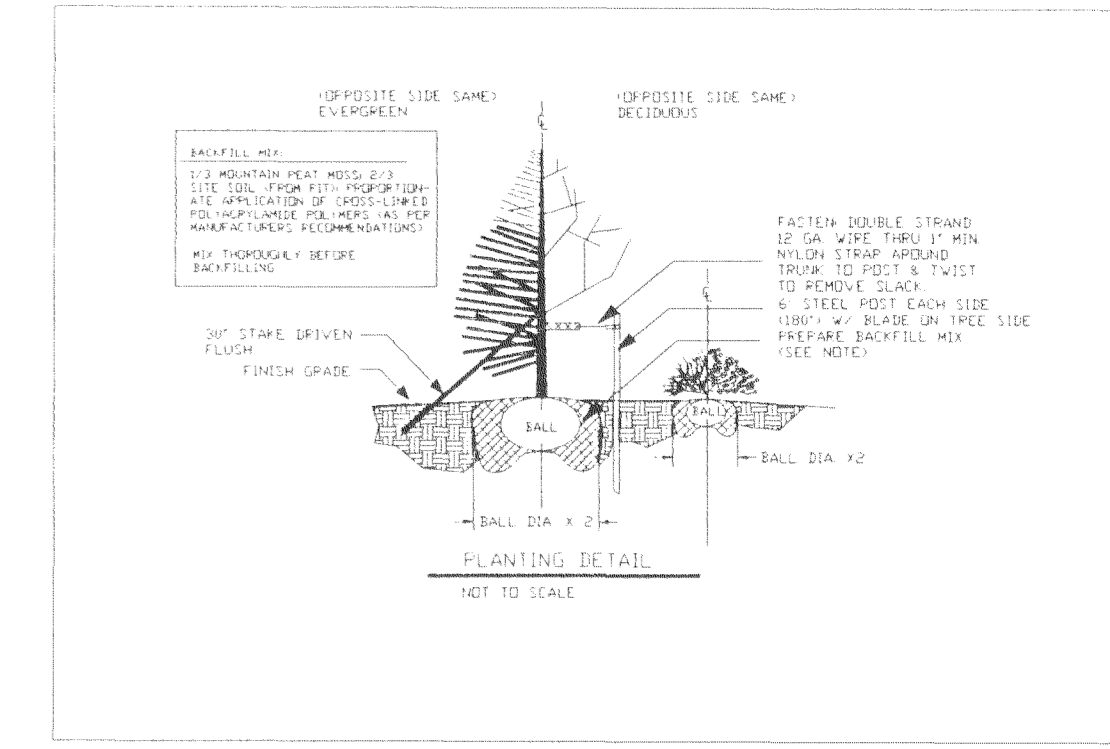 (OPPOSITE SIDE SAME)
EVERGREEN
(OPPOSITE SIDE SAME)
DECIDUOUS
BACKFILL MIX:
1/3 MOUNTAIN PEAT MOSS; 2/3
SITE SOIL (FROM PIT); PROPORTION-
ATE APPLICATION OF CROSS-LINKED
POLYACRYLAMIDE POLYMERS (AS PER
MANUFACTURERS RECOMMENDATIONS)
MIX THOROUGHLY BEFORE
BACKFILLING
FASTEN DOUBLE STRAND
12 GA. WIRE THRU 1" MIN.
NYLON STRAP AROUND
TRUNK TO POST & TWIST
TO REMOVE SLACK.
6' STEEL POST EACH SIDE
(180°) W/ BLADE ON TREE SIDE
PREPARE BACKFILL MIX
(SEE NOTE)
30" STAKE DRIVEN
FLUSH
FINISH GRADE
BALL
BALL
BALL DIA. X2
BALL DIA X 2
PLANTING DETAIL
NOT TO SCALE